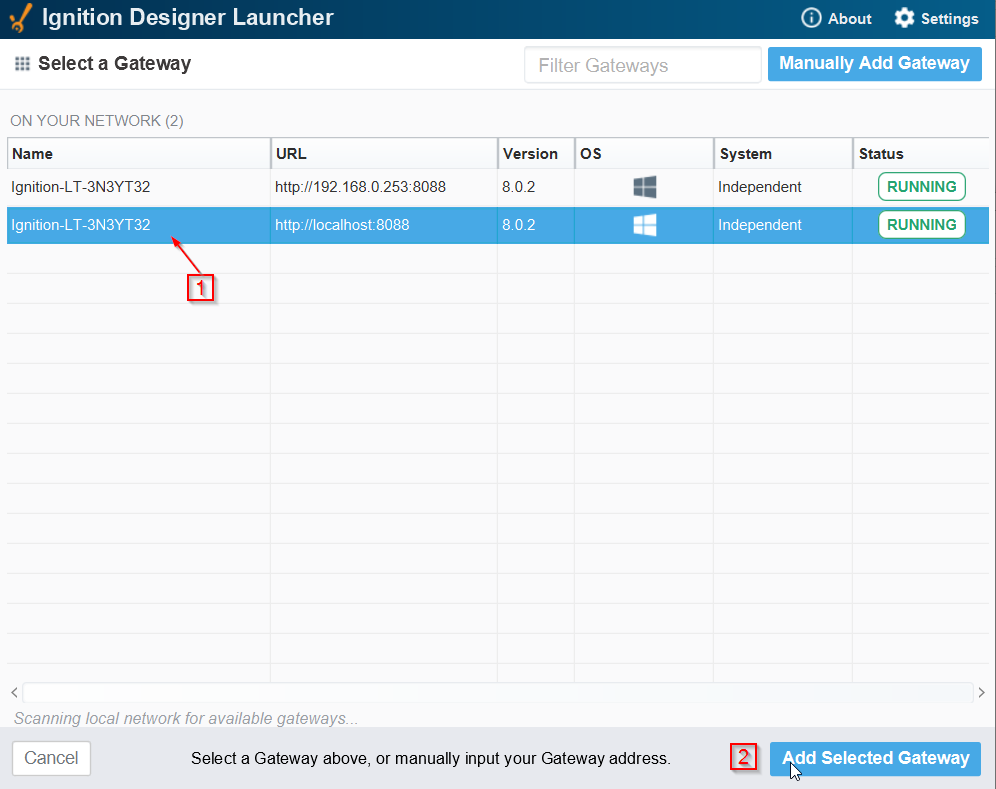 Ignition Designer Launcher About Settings
Select a Gateway Filter Gateways Manually Add Gateway
ON YOUR NETWORK (2)
Name URL Version OS System Status
Ignition-LT-3N3YT32 http://192.168.0.253:8088 8.0.2 Independent RUNNING
Ignition-LT-3N3YT32 http://localhost:8088 8.0.2 Independent RUNNING
1
Scanning local network for available gateways...
Cancel Select a Gateway above, or manually input your Gateway address. 2 Add Selected Gateway